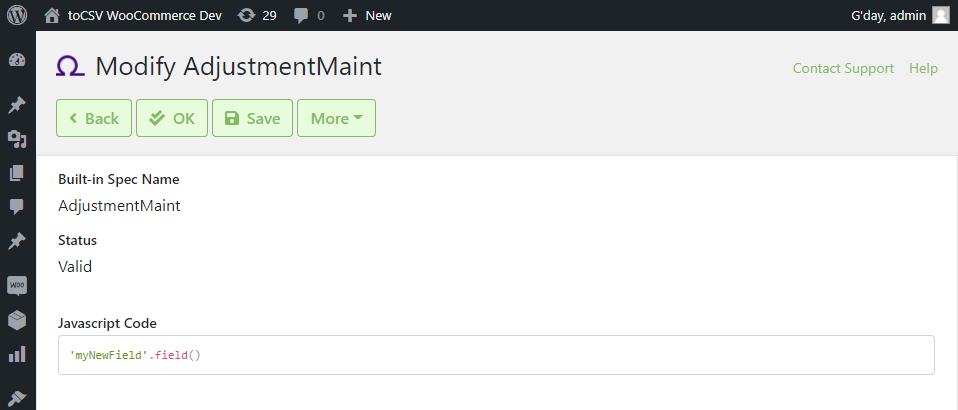 toCSV WooCommerce Dev 29 0 New G'day, admin
Ω Modify AdjustmentMaint
Contact Support Help
Back OK Save More
Built-in Spec Name
AdjustmentMaint
Status
Valid
Woo
Javascript Code
'myNewField'.field()